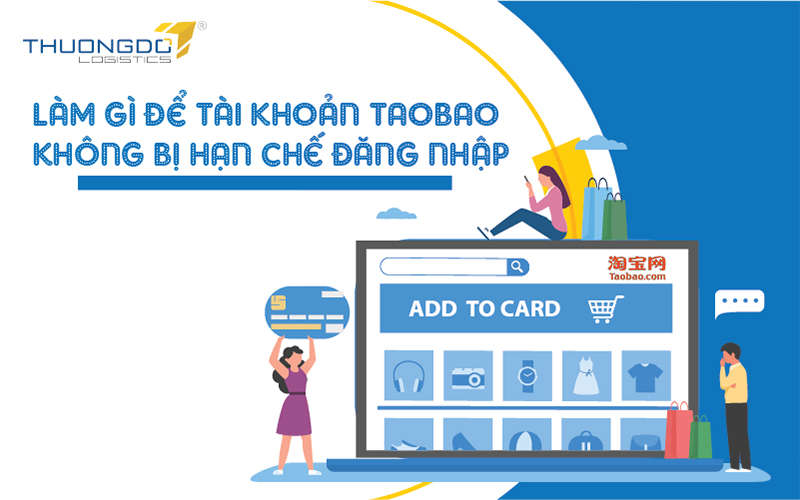 THUONGDO
LOGISTICS
LÀM GÌ ĐỂ TÀI KHOẢN TAOBAO
KHÔNG BỊ HẠN CHẾ ĐĂNG NHẬP
淘宝网
Taobao.com
ADD TO CARD